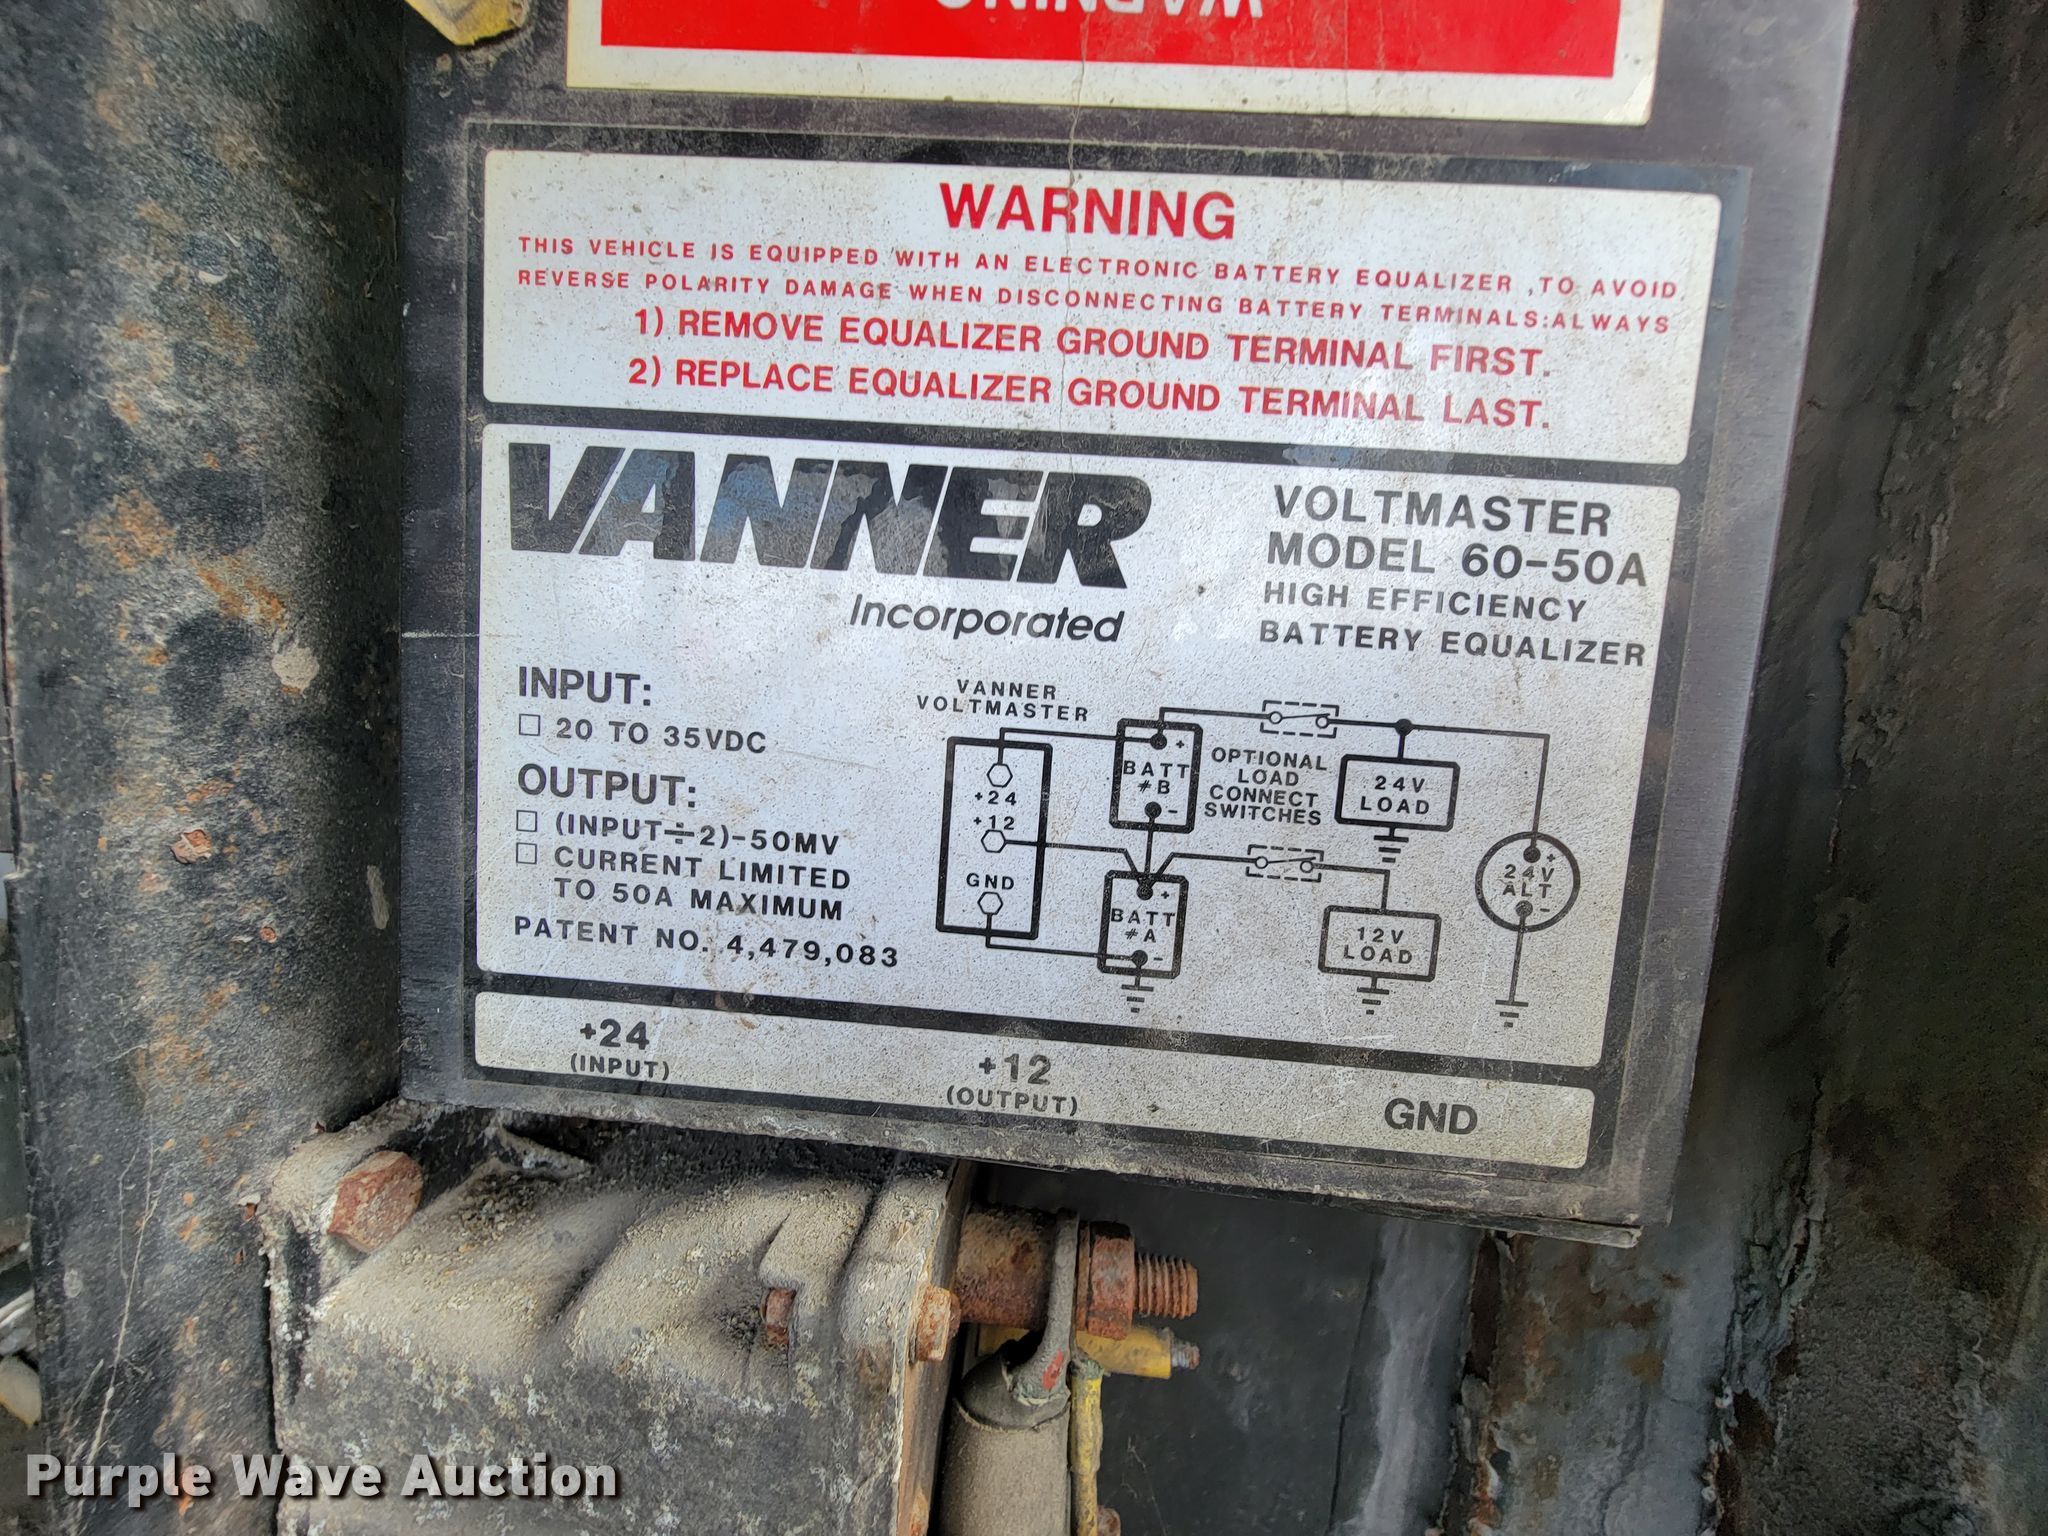 WARNING
WARNING
THIS VEHICLE IS EQUIPPED WITH AN ELECTRONIC BATTERY EQUALIZER ,TO AVOID
REVERSE POLARITY DAMAGE WHEN DISCONNECTING BATTERY TERMINALS:ALWAYS
1) REMOVE EQUALIZER GROUND TERMINAL FIRST.
2) REPLACE EQUALIZER GROUND TERMINAL LAST.
VANNER
Incorporated
VOLTMASTER
MODEL 60-50A
HIGH EFFICIENCY
BATTERY EQUALIZER
INPUT:
☐ 20 TO 35VDC
OUTPUT:
☐ (INPUT÷2)-50MV
☐ CURRENT LIMITED
TO 50A MAXIMUM
PATENT NO. 4,479,083
VANNER
VOLTMASTER
+24
+12
GND
+
BATT
#B
-
+
BATT
#A
-
OPTIONAL
LOAD
CONNECT
SWITCHES
24V
LOAD
12V
LOAD
+
24V
ALT
-
+24
(INPUT)
+12
(OUTPUT)
GND
Purple Wave Auction